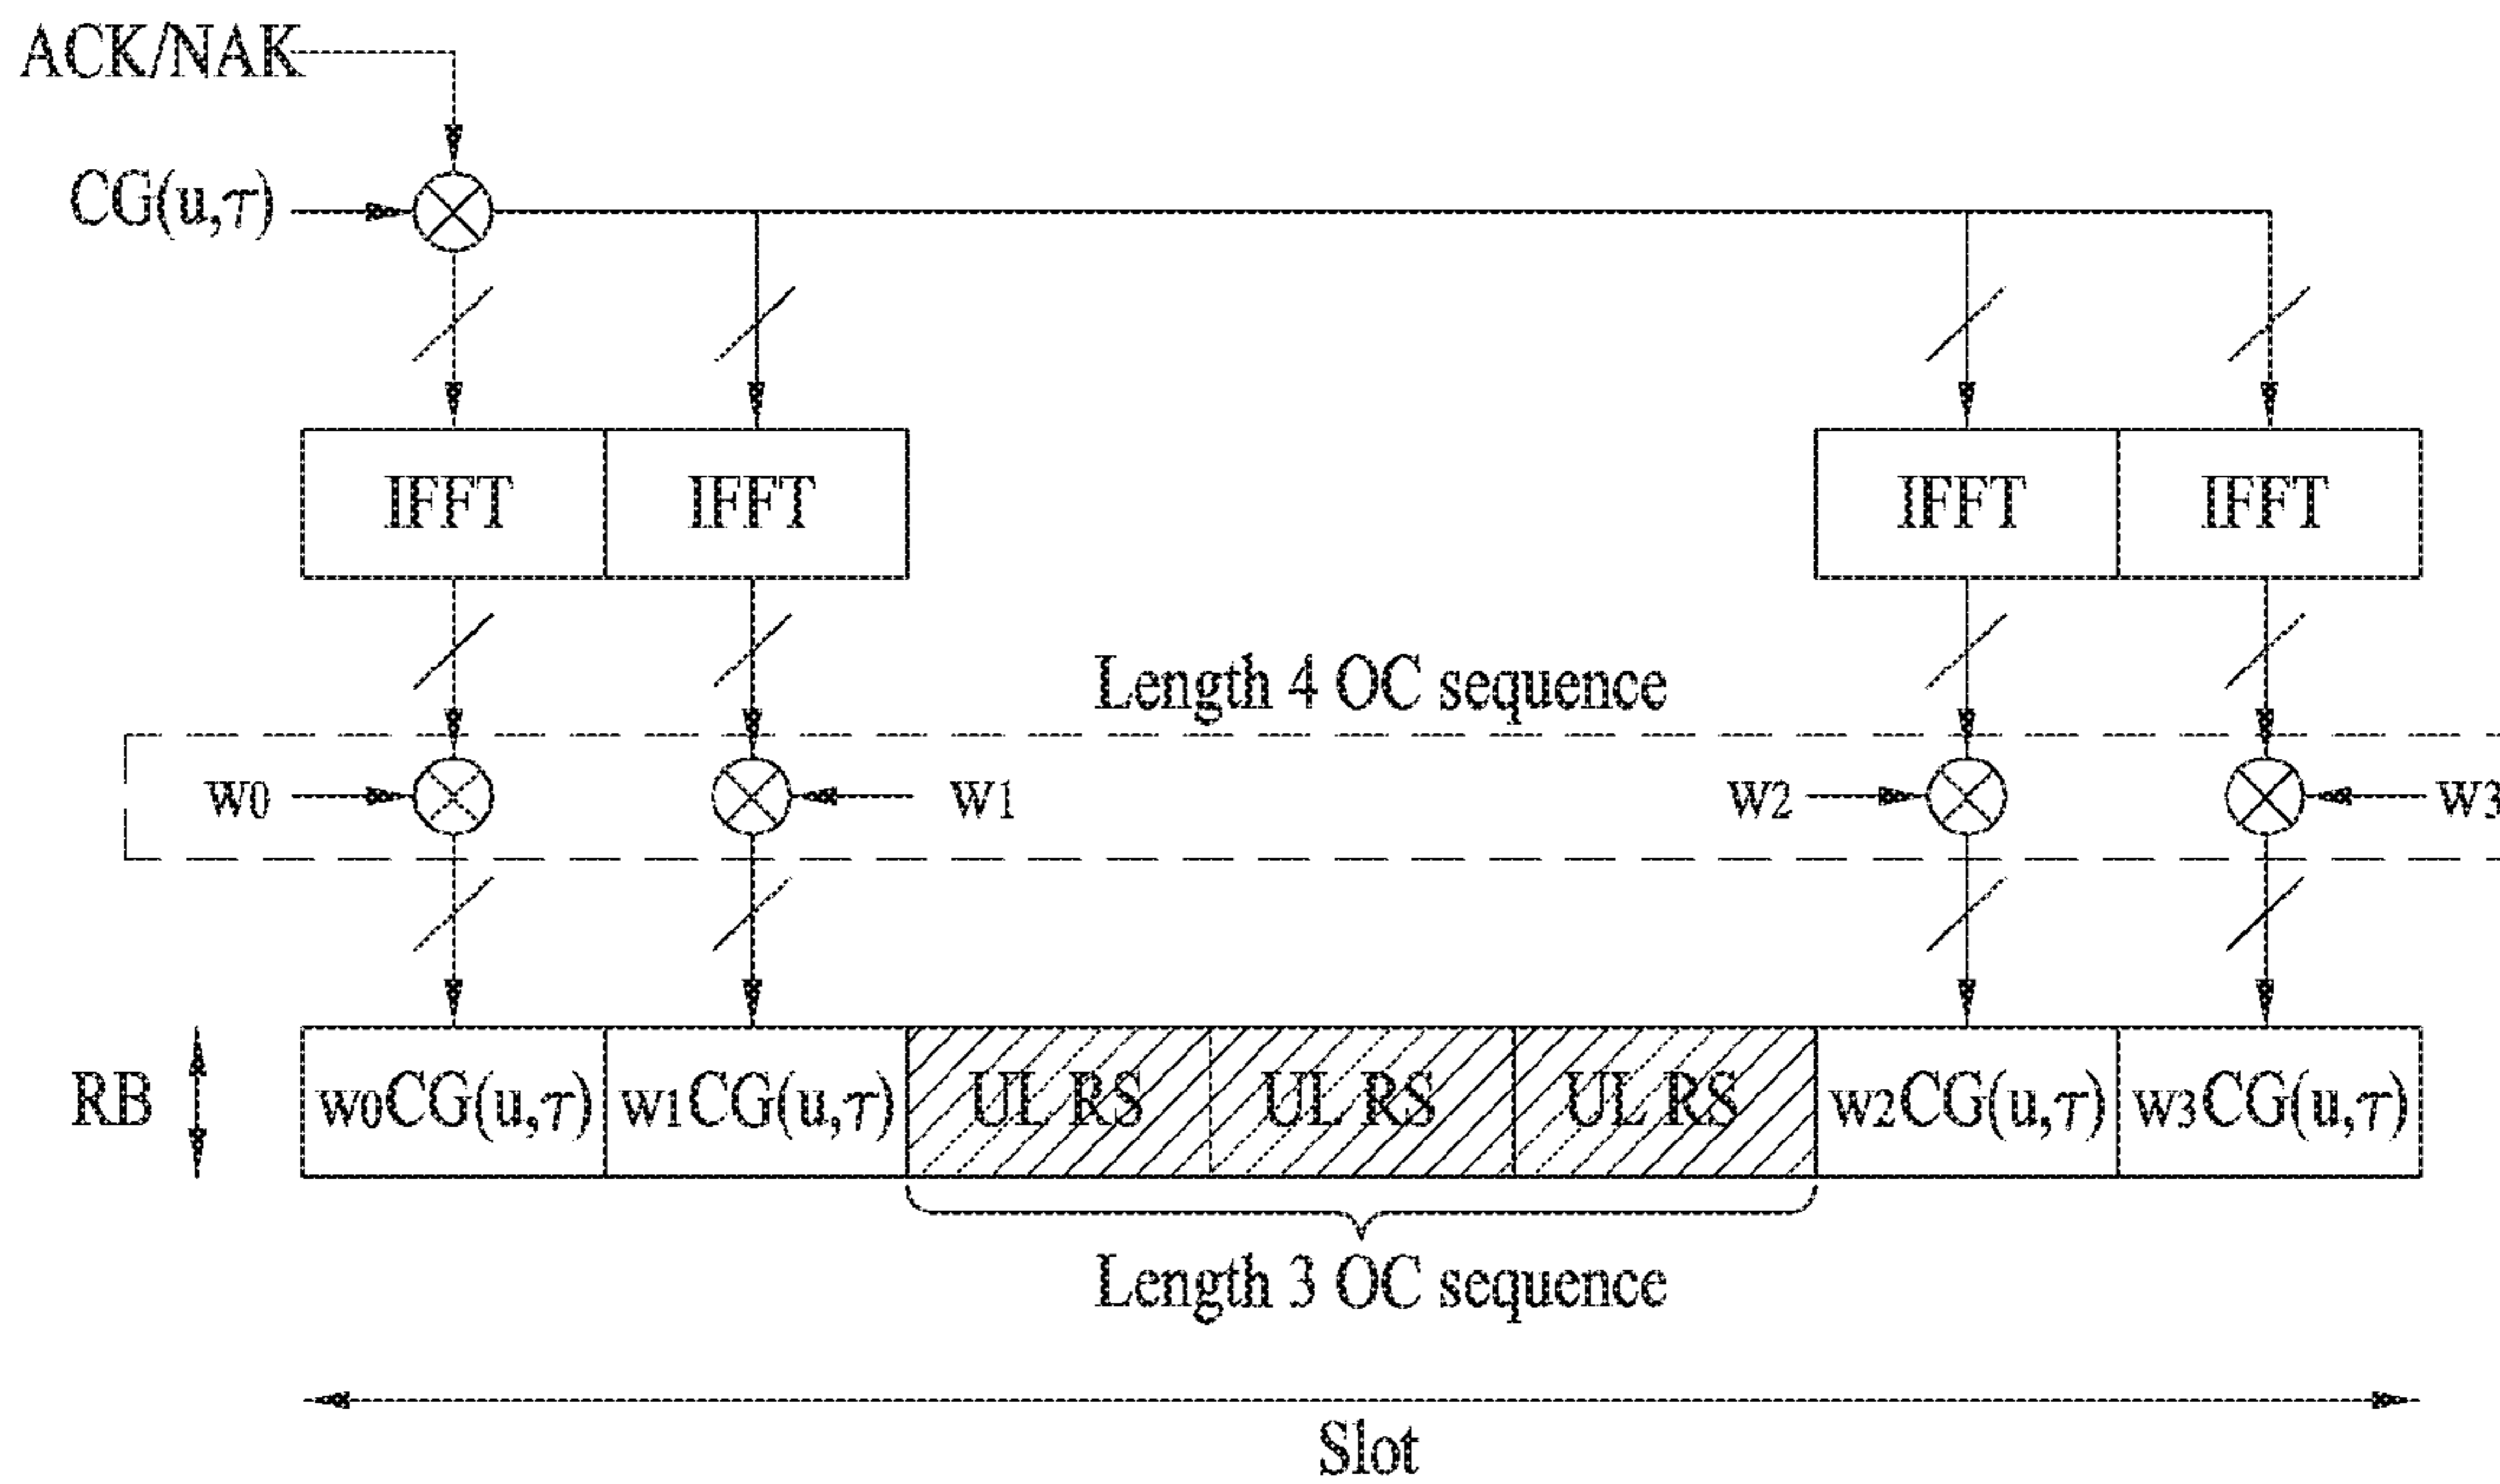 ACK/NAK
CG(u,τ)
IFFT IFFT IFFT IFFT
Length 4 OC sequence
w0 w1 w2 w3
RB w0CG(u,τ) w1CG(u,τ) UL RS UL RS UL RS w2CG(u,τ) w3CG(u,τ)
Length 3 OC sequence
Slot